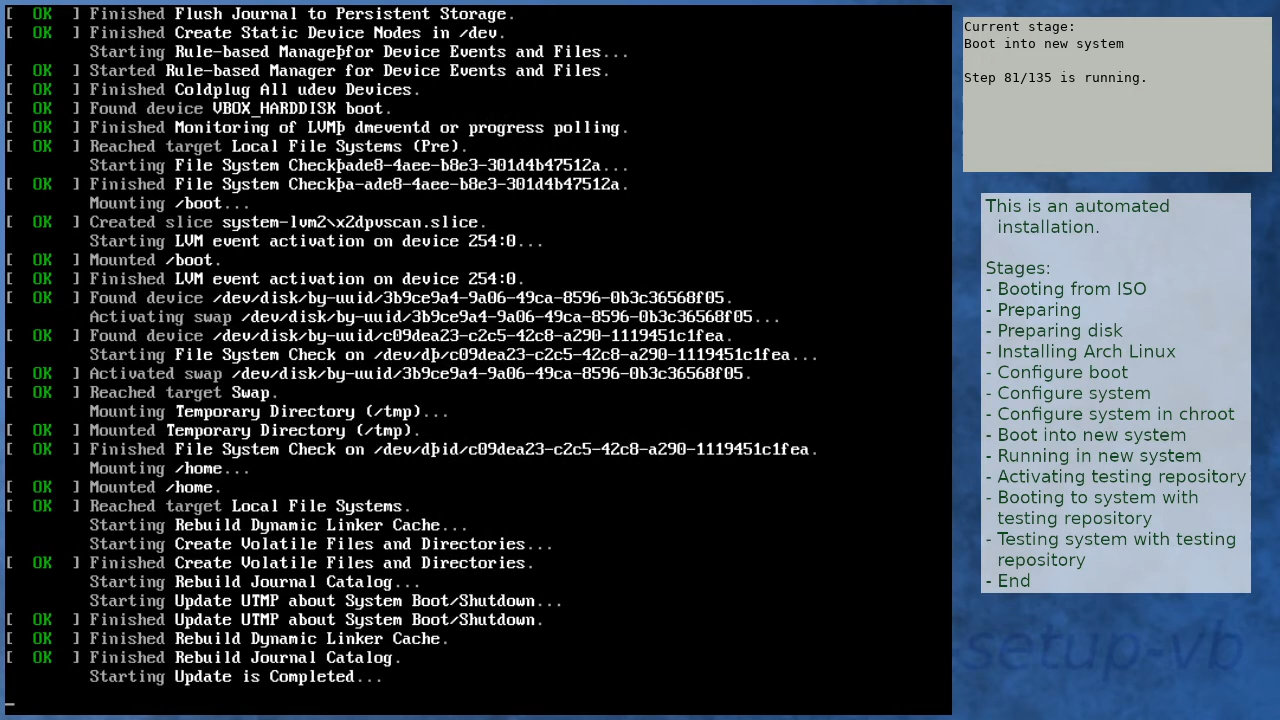 [  OK  ] Finished Flush Journal to Persistent Storage.
[  OK  ] Finished Create Static Device Nodes in /dev.
         Starting Rule-based Manageþfor Device Events and Files...
[  OK  ] Started Rule-based Manager for Device Events and Files.
[  OK  ] Finished Coldplug All udev Devices.
[  OK  ] Found device VBOX_HARDDISK boot.
[  OK  ] Finished Monitoring of LVMþ dmeventd or progress polling.
[  OK  ] Reached target Local File Systems (Pre).
         Starting File System Checkþade8-4aee-b8e3-301d4b47512a...
[  OK  ] Finished File System Checkþa-ade8-4aee-b8e3-301d4b47512a.
         Mounting /boot...
[  OK  ] Created slice system-lvm2\x2dpvscan.slice.
         Starting LVM event activation on device 254:0...
[  OK  ] Mounted /boot.
[  OK  ] Finished LVM event activation on device 254:0.
[  OK  ] Found device /dev/disk/by-uuid/3b9ce9a4-9a06-49ca-8596-0b3c36568f05.
         Activating swap /dev/disk/by-uuid/3b9ce9a4-9a06-49ca-8596-0b3c36568f05...
[  OK  ] Found device /dev/disk/by-uuid/c09dea23-c2c5-42c8-a290-1119451c1fea.
         Starting File System Check on /dev/dþ/c09dea23-c2c5-42c8-a290-1119451c1fea...
[  OK  ] Activated swap /dev/disk/by-uuid/3b9ce9a4-9a06-49ca-8596-0b3c36568f05.
[  OK  ] Reached target Swap.
         Mounting Temporary Directory (/tmp)...
[  OK  ] Mounted Temporary Directory (/tmp).
[  OK  ] Finished File System Check on /dev/dþid/c09dea23-c2c5-42c8-a290-1119451c1fea.
         Mounting /home...
[  OK  ] Mounted /home.
[  OK  ] Reached target Local File Systems.
         Starting Rebuild Dynamic Linker Cache...
         Starting Create Volatile Files and Directories...
[  OK  ] Finished Create Volatile Files and Directories.
         Starting Rebuild Journal Catalog...
         Starting Update UTMP about System Boot/Shutdown...
[  OK  ] Finished Update UTMP about System Boot/Shutdown.
[  OK  ] Finished Rebuild Dynamic Linker Cache.
[  OK  ] Finished Rebuild Journal Catalog.
         Starting Update is Completed...
Current stage:
Boot into new system
Step 81/135 is running.
This is an automated
installation.
Stages:
- Booting from ISO
- Preparing
- Preparing disk
- Installing Arch Linux
- Configure boot
- Configure system
- Configure system in chroot
- Boot into new system
- Running in new system
- Activating testing repository
- Booting to system with
testing repository
- Testing system with testing
repository
- End
-setup-vb